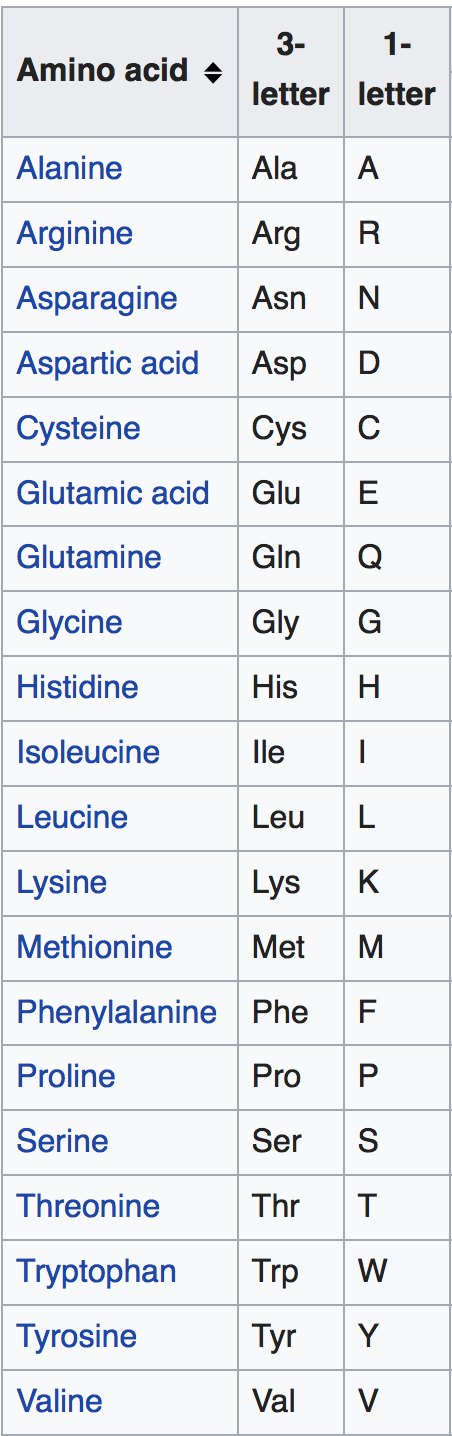 Amino acid 3-letter 1-letter
Alanine Ala A
Arginine Arg R
Asparagine Asn N
Aspartic acid Asp D
Cysteine Cys C
Glutamic acid Glu E
Glutamine Gln Q
Glycine Gly G
Histidine His H
Isoleucine Ile I
Leucine Leu L
Lysine Lys K
Methionine Met M
Phenylalanine Phe F
Proline Pro P
Serine Ser S
Threonine Thr T
Tryptophan Trp W
Tyrosine Tyr Y
Valine Val V